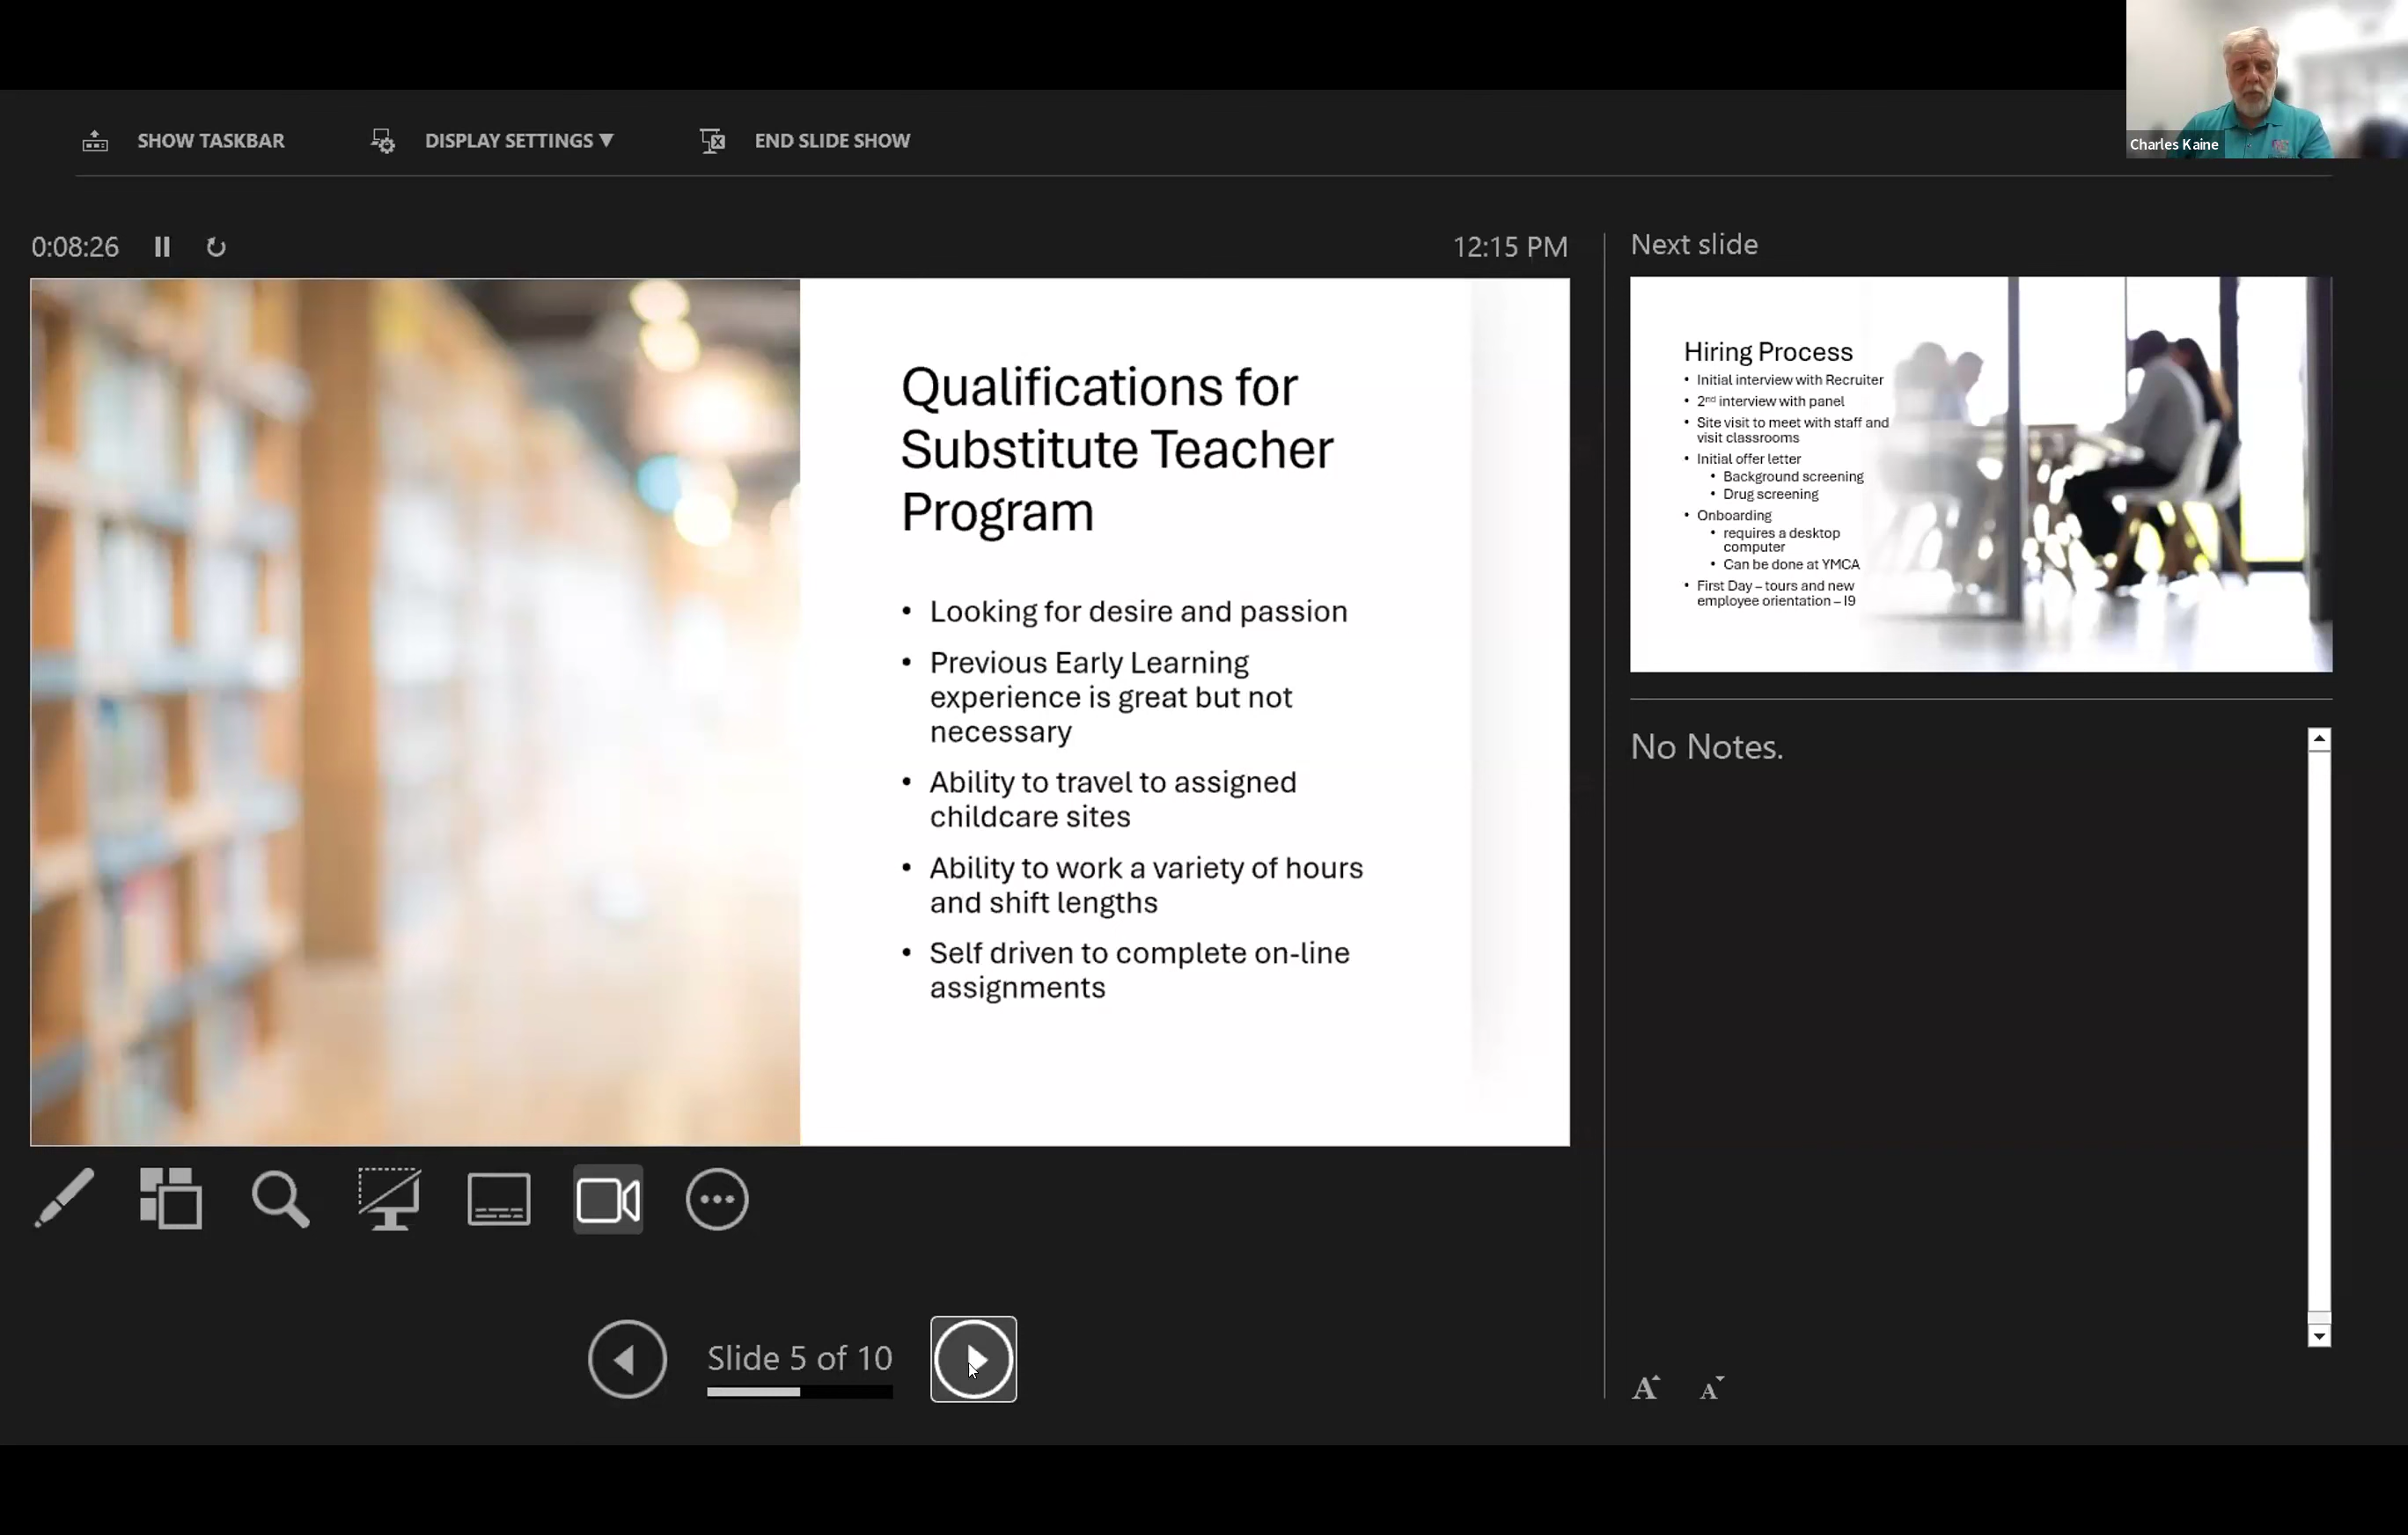 Charles Kaine
SHOW TASKBAR
DISPLAY SETTINGS ▼
END SLIDE SHOW
0:08:26
12:15 PM
Qualifications for
Substitute Teacher
Program
• Looking for desire and passion
• Previous Early Learning
experience is great but not
necessary
• Ability to travel to assigned
childcare sites
• Ability to work a variety of hours
and shift lengths
• Self driven to complete on-line
assignments
Slide 5 of 10
Next slide
Hiring Process
• Initial interview with Recruiter
• 2nd interview with panel
• Site visit to meet with staff and
visit classrooms
• Initial offer letter
• Background screening
• Drug screening
• Onboarding
• requires a desktop
computer
• Can be done at YMCA
• First Day – tours and new
employee orientation – I9
No Notes.
A A